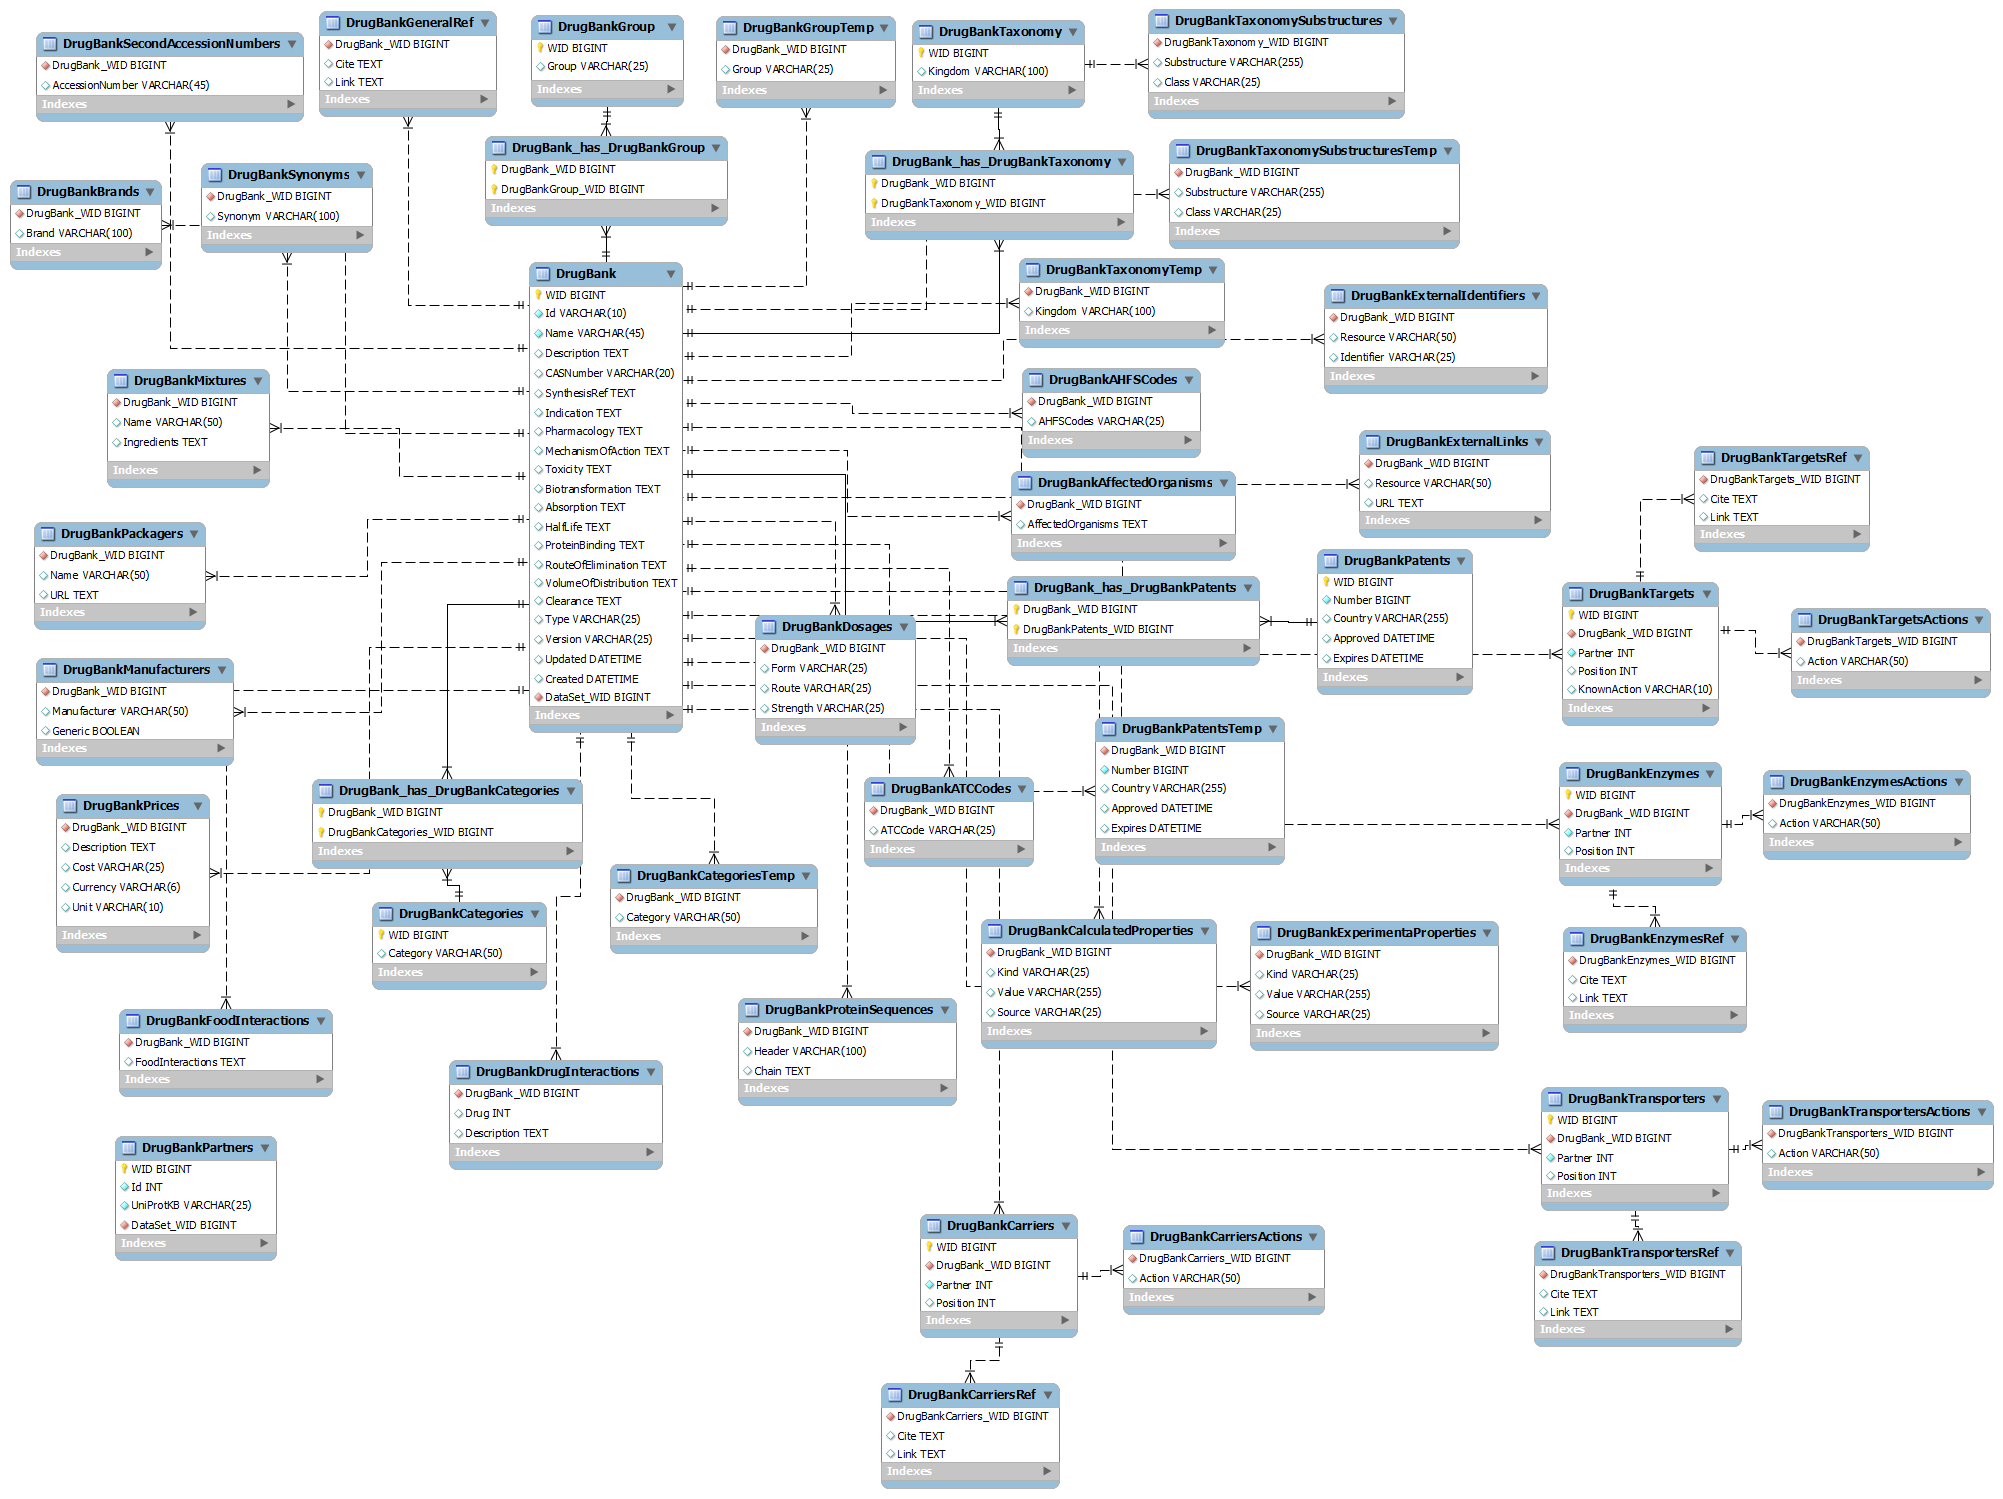 DrugBankSecondAccessionNumbers
DrugBank_WID BIGINT
AccessionNumber VARCHAR(45)
Indexes
DrugBankGeneralRef
DrugBank_WID BIGINT
Cite TEXT
Link TEXT
Indexes
DrugBankGroup
WID BIGINT
Group VARCHAR(25)
Indexes
DrugBankGroupTemp
DrugBank_WID BIGINT
Group VARCHAR(25)
Indexes
DrugBankTaxonomy
WID BIGINT
Kingdom VARCHAR(100)
Indexes
DrugBankTaxonomySubstructures
DrugBankTaxonomy_WID BIGINT
Substructure VARCHAR(255)
Class VARCHAR(25)
Indexes
DrugBankBrands
DrugBank_WID BIGINT
Brand VARCHAR(100)
Indexes
DrugBankSynonyms
DrugBank_WID BIGINT
Synonym VARCHAR(100)
Indexes
DrugBank_has_DrugBankGroup
DrugBank_WID BIGINT
DrugBankGroup_WID BIGINT
Indexes
DrugBank_has_DrugBankTaxonomy
DrugBank_WID BIGINT
DrugBankTaxonomy_WID BIGINT
Indexes
DrugBankTaxonomySubstructuresTemp
DrugBank_WID BIGINT
Substructure VARCHAR(255)
Class VARCHAR(25)
Indexes
DrugBank
WID BIGINT
Id VARCHAR(10)
Name VARCHAR(45)
Description TEXT
CASNumber VARCHAR(20)
SynthesisRef TEXT
Indication TEXT
Pharmacology TEXT
MechanismOfAction TEXT
Toxicity TEXT
Biotransformation TEXT
Absorption TEXT
HalfLife TEXT
ProteinBinding TEXT
RouteOfElimination TEXT
VolumeOfDistribution TEXT
Clearance TEXT
Type VARCHAR(25)
Version VARCHAR(25)
Updated DATETIME
Created DATETIME
DataSet_WID BIGINT
Indexes
DrugBankTaxonomyTemp
DrugBank_WID BIGINT
Kingdom VARCHAR(100)
Indexes
DrugBankExternalIdentifiers
DrugBank_WID BIGINT
Resource VARCHAR(50)
Identifier VARCHAR(25)
Indexes
DrugBankMixtures
DrugBank_WID BIGINT
Name VARCHAR(50)
Ingredients TEXT
Indexes
DrugBankAHFSCodes
DrugBank_WID BIGINT
AHFSCodes VARCHAR(25)
Indexes
DrugBankExternalLinks
DrugBank_WID BIGINT
Resource VARCHAR(50)
URL TEXT
Indexes
DrugBankTargetsRef
DrugBankTargets_WID BIGINT
Cite TEXT
Link TEXT
Indexes
DrugBankAffectedOrganisms
DrugBank_WID BIGINT
AffectedOrganisms TEXT
Indexes
DrugBankPackagers
DrugBank_WID BIGINT
Name VARCHAR(50)
URL TEXT
Indexes
DrugBank_has_DrugBankPatents
DrugBank_WID BIGINT
DrugBankPatents_WID BIGINT
Indexes
DrugBankPatents
WID BIGINT
Number BIGINT
Country VARCHAR(255)
Approved DATETIME
Expires DATETIME
Indexes
DrugBankTargets
WID BIGINT
DrugBank_WID BIGINT
Partner INT
Position INT
KnownAction VARCHAR(10)
Indexes
DrugBankTargetsActions
DrugBankTargets_WID BIGINT
Action VARCHAR(50)
Indexes
DrugBankDosages
DrugBank_WID BIGINT
Form VARCHAR(25)
Route VARCHAR(25)
Strength VARCHAR(25)
Indexes
DrugBankManufacturers
DrugBank_WID BIGINT
Manufacturer VARCHAR(50)
Generic BOOLEAN
Indexes
DrugBankPatentsTemp
DrugBank_WID BIGINT
Number BIGINT
Country VARCHAR(255)
Approved DATETIME
Expires DATETIME
Indexes
DrugBankPrices
DrugBank_WID BIGINT
Description TEXT
Cost VARCHAR(25)
Currency VARCHAR(6)
Unit VARCHAR(10)
Indexes
DrugBank_has_DrugBankCategories
DrugBank_WID BIGINT
DrugBankCategories_WID BIGINT
Indexes
DrugBankATCCodes
DrugBank_WID BIGINT
ATCCode VARCHAR(25)
Indexes
DrugBankEnzymes
WID BIGINT
DrugBank_WID BIGINT
Partner INT
Position INT
Indexes
DrugBankEnzymesActions
DrugBankEnzymes_WID BIGINT
Action VARCHAR(50)
Indexes
DrugBankCategoriesTemp
DrugBank_WID BIGINT
Category VARCHAR(50)
Indexes
DrugBankCategories
WID BIGINT
Category VARCHAR(50)
Indexes
DrugBankCalculatedProperties
DrugBank_WID BIGINT
Kind VARCHAR(25)
Value VARCHAR(255)
Source VARCHAR(25)
Indexes
DrugBankExperimentaProperties
DrugBank_WID BIGINT
Kind VARCHAR(25)
Value VARCHAR(255)
Source VARCHAR(25)
Indexes
DrugBankEnzymesRef
DrugBankEnzymes_WID BIGINT
Cite TEXT
Link TEXT
Indexes
DrugBankFoodInteractions
DrugBank_WID BIGINT
FoodInteractions TEXT
Indexes
DrugBankProteinSequences
DrugBank_WID BIGINT
Header VARCHAR(100)
Chain TEXT
Indexes
DrugBankDrugInteractions
DrugBank_WID BIGINT
Drug INT
Description TEXT
Indexes
DrugBankTransporters
WID BIGINT
DrugBank_WID BIGINT
Partner INT
Position INT
Indexes
DrugBankTransportersActions
DrugBankTransporters_WID BIGINT
Action VARCHAR(50)
Indexes
DrugBankPartners
WID BIGINT
Id INT
UniProtKB VARCHAR(25)
DataSet_WID BIGINT
Indexes
DrugBankCarriers
WID BIGINT
DrugBank_WID BIGINT
Partner INT
Position INT
Indexes
DrugBankCarriersActions
DrugBankCarriers_WID BIGINT
Action VARCHAR(50)
Indexes
DrugBankTransportersRef
DrugBankTransporters_WID BIGINT
Cite TEXT
Link TEXT
Indexes
DrugBankCarriersRef
DrugBankCarriers_WID BIGINT
Cite TEXT
Link TEXT
Indexes